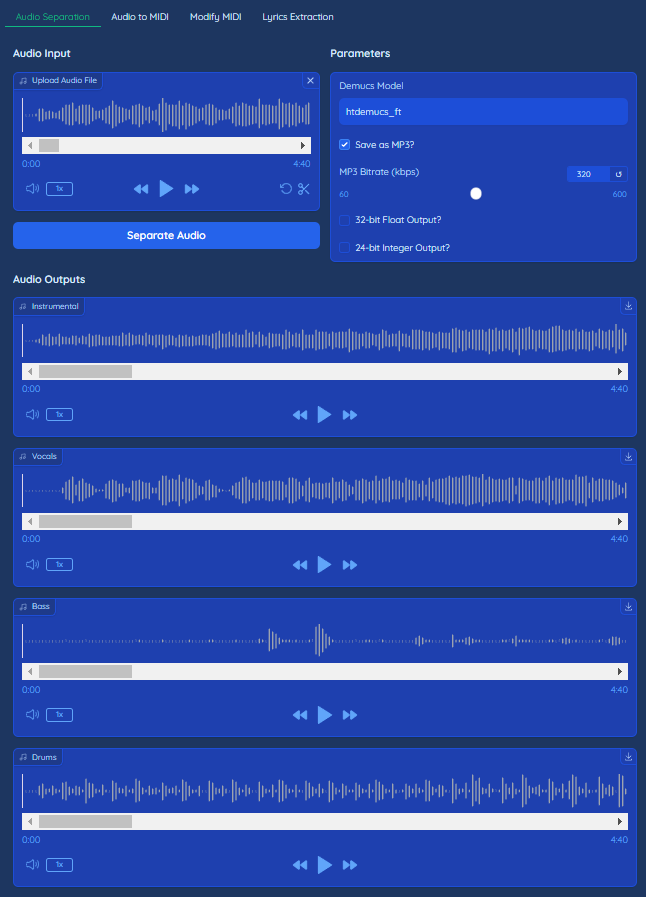 Audio Separation Audio to MIDI Modify MIDI Lyrics Extraction
Audio Input
Upload Audio File
0:00 4:40
1x
Separate Audio
Parameters
Demucs Model
htdemucs_ft
Save as MP3?
MP3 Bitrate (kbps) 320
60 600
32-bit Float Output?
24-bit Integer Output?
Audio Outputs
Instrumental
0:00 4:40
1x
Vocals
0:00 4:40
1x
Bass
0:00 4:40
1x
Drums
0:00 4:40
1x